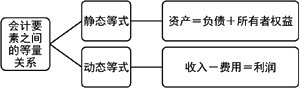 会计要
素之间
的等量
关系
静态等式
资产＝负债＋所有者权益
动态等式
收入－费用＝利润